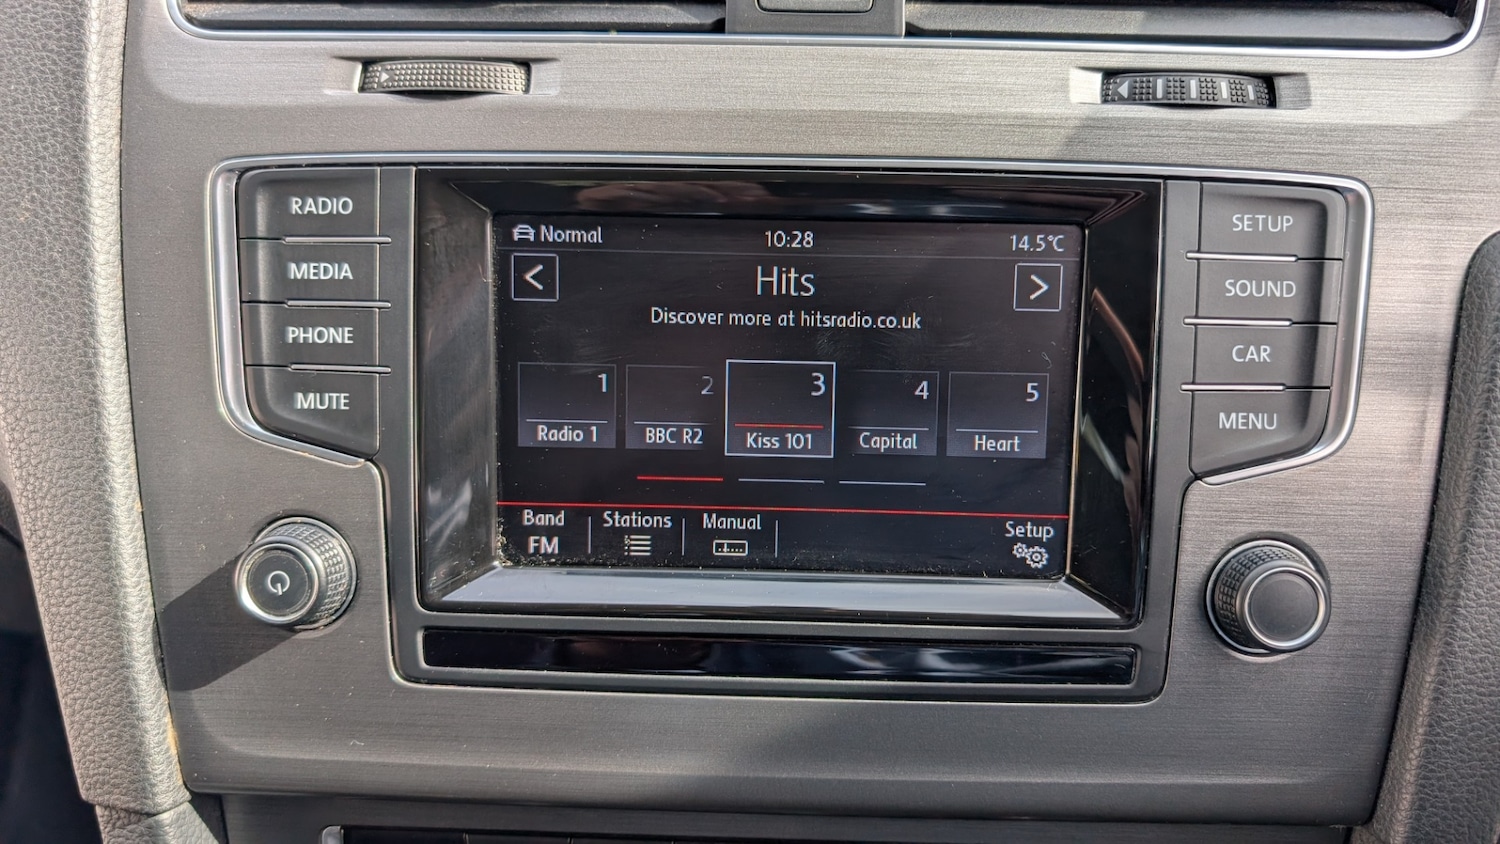 RADIO
MEDIA
PHONE
MUTE
Normal 10:28 14.5°C
< Hits >
Discover more at hitsradio.co.uk
1 2 3 4 5
Radio 1 BBC R2 Kiss 101 Capital Heart
Band Stations Manual Setup
FM
SETUP
SOUND
CAR
MENU